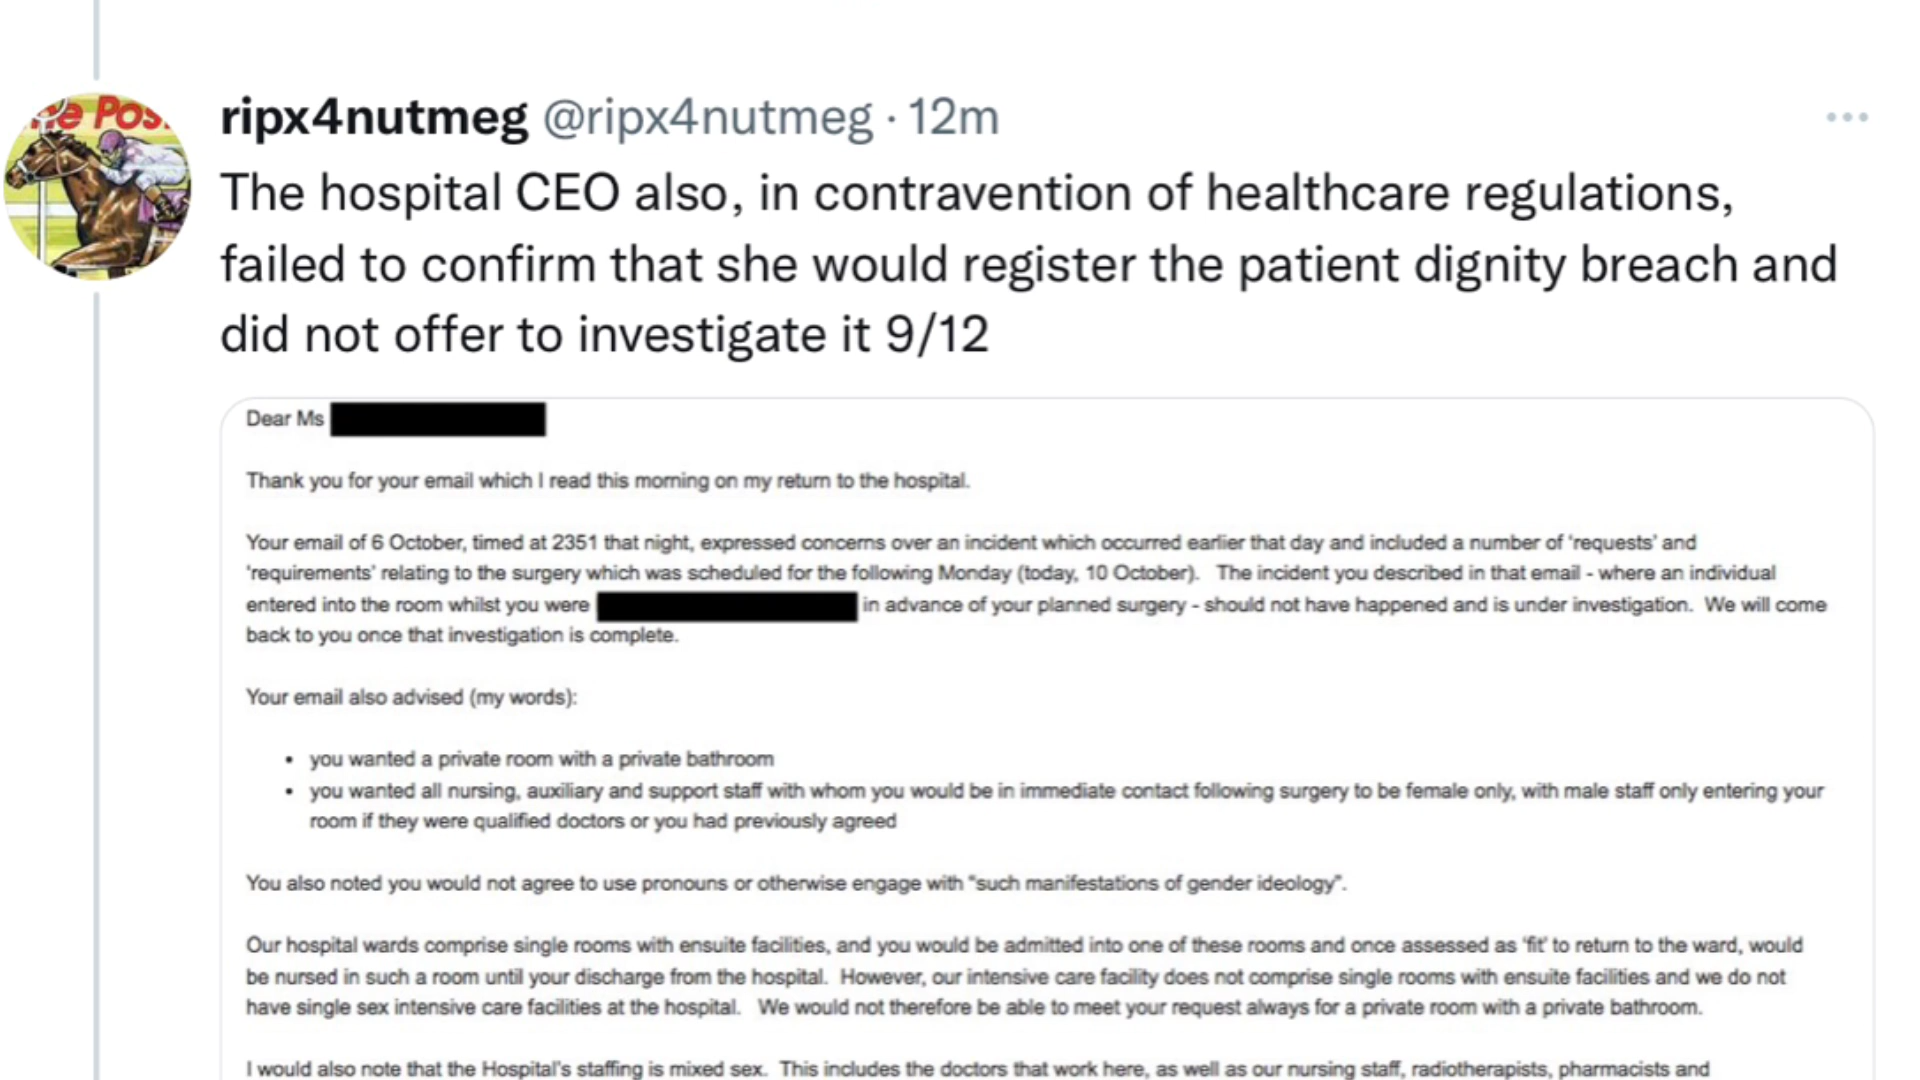 The Pos
ripx4nutmeg @ripx4nutmeg · 12m
The hospital CEO also, in contravention of healthcare regulations,
failed to confirm that she would register the patient dignity breach and
did not offer to investigate it 9/12
Dear Ms
Thank you for your email which I read this morning on my return to the hospital.
Your email of 6 October, timed at 2351 that night, expressed concerns over an incident which occurred earlier that day and included a number of 'requests' and
'requirements' relating to the surgery which was scheduled for the following Monday (today, 10 October). The incident you described in that email - where an individual
entered into the room whilst you were in advance of your planned surgery - should not have happened and is under investigation. We will come
back to you once that investigation is complete.
Your email also advised (my words):
• you wanted a private room with a private bathroom
• you wanted all nursing, auxiliary and support staff with whom you would be in immediate contact following surgery to be female only, with male staff only entering your
room if they were qualified doctors or you had previously agreed
You also noted you would not agree to use pronouns or otherwise engage with "such manifestations of gender ideology".
Our hospital wards comprise single rooms with ensuite facilities, and you would be admitted into one of these rooms and once assessed as 'fit' to return to the ward, would
be nursed in such a room until your discharge from the hospital. However, our intensive care facility does not comprise single rooms with ensuite facilities and we do not
have single sex intensive care facilities at the hospital. We would not therefore be able to meet your request always for a private room with a private bathroom.
I would also note that the Hospital's staffing is mixed sex. This includes the doctors that work here, as well as our nursing staff, radiotherapists, pharmacists and